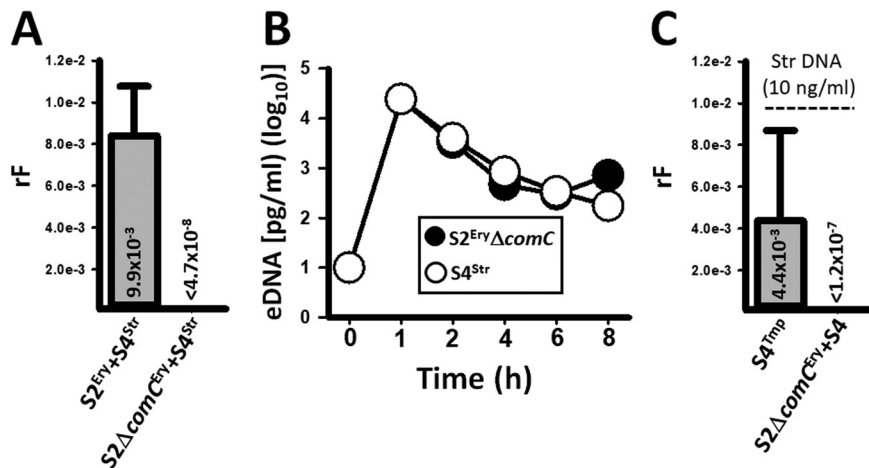 A
rF
1.2e-2
1.0e-2
8.0e-3
6.0e-3
4.0e-3
2.0e-3
9.9x10-3
<4.7x10-8
S2Ery+S4Str
S2ΔcomCEry+S4Str
B
eDNA [pg/ml) (log10)]
5
4
3
2
1
0
S2EryΔcomC
S4Str
0
1
2
4
6
8
Time (h)
C
rF
1.2e-2
1.0e-2
8.0e-3
6.0e-3
4.0e-3
2.0e-3
Str DNA
(10 ng/ml)
4.4x10-3
<1.2x10-7
S4Tmp
S2ΔcomCEry+S4